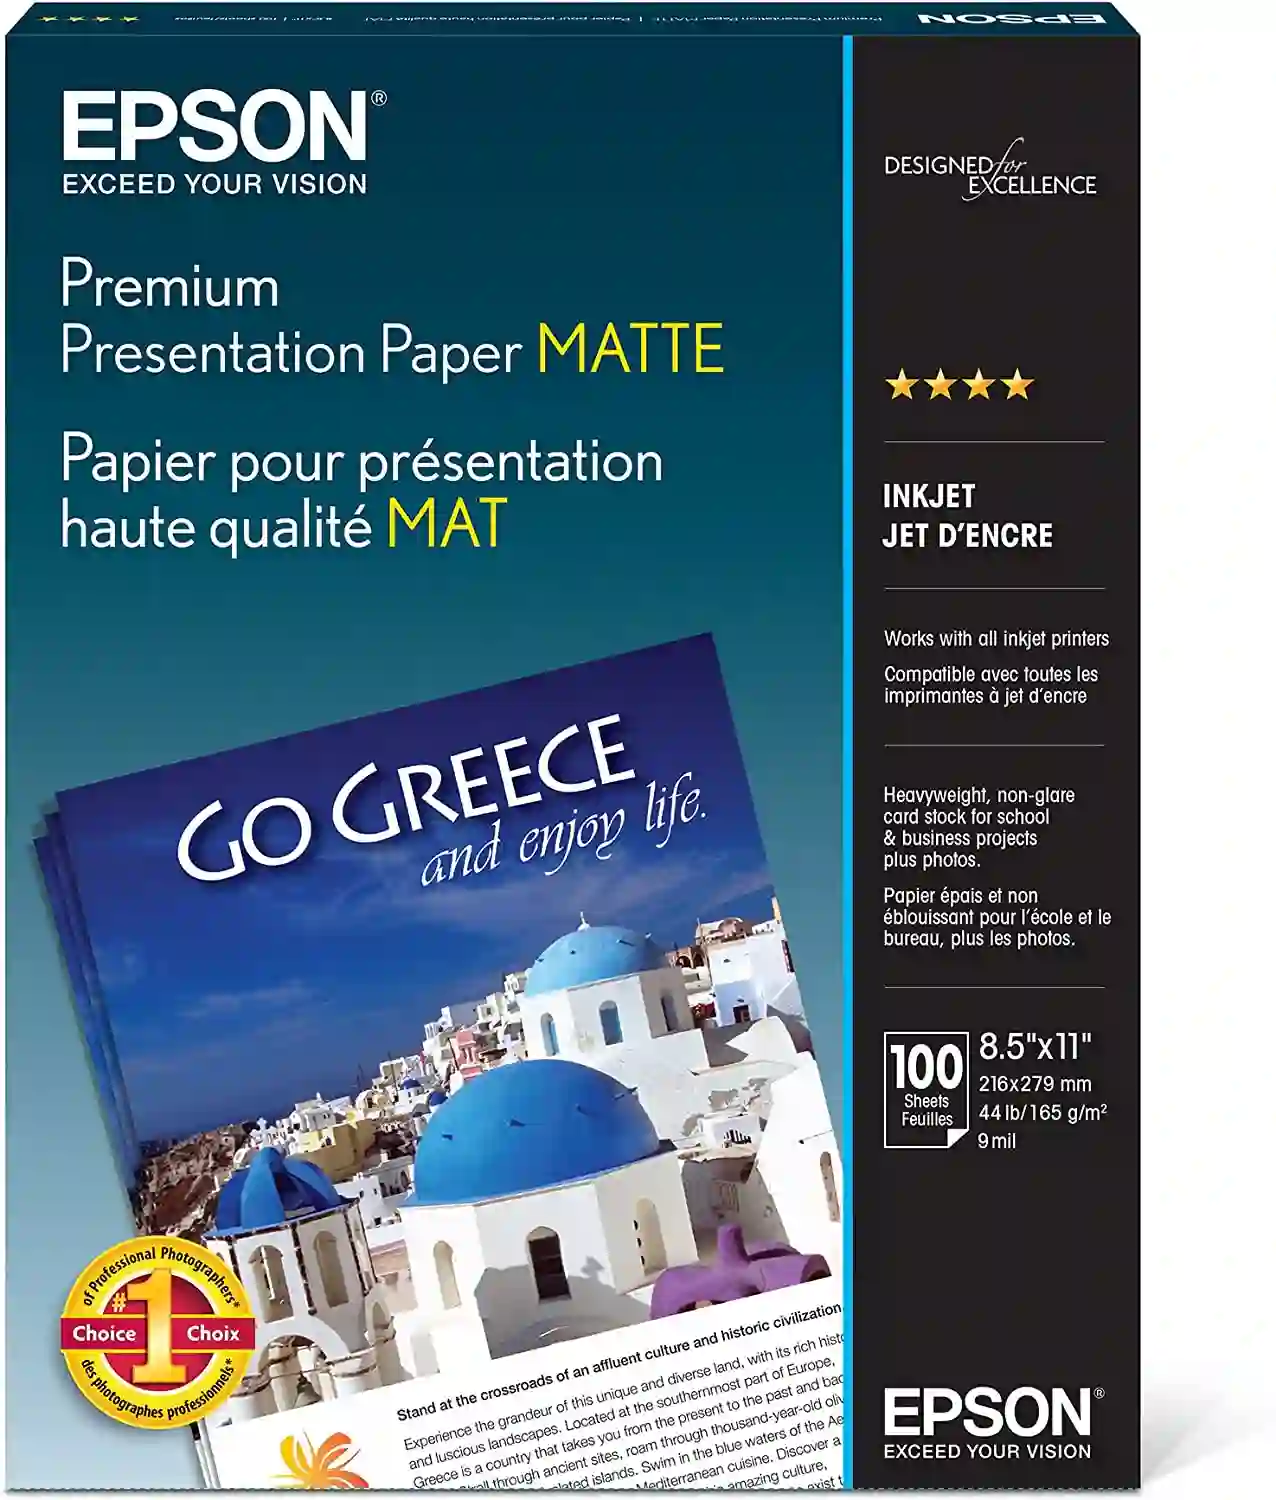 EPSON
EPSON®
EXCEED YOUR VISION
Premium
Presentation Paper MATTE
Papier pour présentation
haute qualité MAT
GO GREECE
and enjoy life.
of Professional Photographers*
#1
Choice Choix
des photographes professionnels*
Stand at the crossroads of an affluent culture and historic civilization
Experience the grandeur of this unique and diverse land, with its rich
and luscious landscapes. Located at the southernmost part of Europe,
Greece is a country that takes you from the present to the past and
through ancient sites, roam through thousand-year-old
islands. Swim in the blue waters of the
Mediterranean cuisine. Discover a
amazing culture,
DESIGNED for
EXCELLENCE
INKJET
JET D'ENCRE
Works with all inkjet printers
Compatible avec toutes les
imprimantes à jet d'encre
Heavyweight, non-glare
card stock for school
& business projects
plus photos.
Papier épais et non
éblouissant pour l'école et le
bureau, plus les photos.
100
Sheets
Feuilles
8.5"x11"
216x279 mm
44 lb/165 g/m²
9 mil
EPSON®
EXCEED YOUR VISION